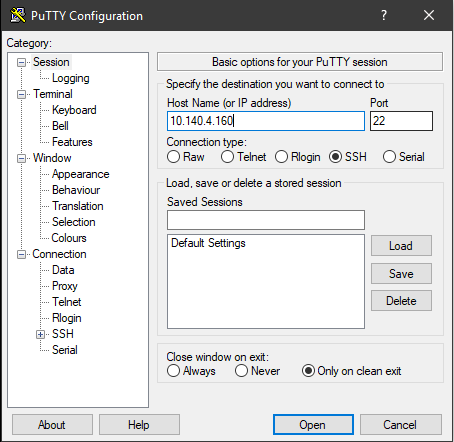 PuTTY Configuration
?
Category:
Session
Logging
Terminal
Keyboard
Bell
Features
Window
Appearance
Behaviour
Translation
Selection
Colours
Connection
Data
Proxy
Telnet
Rlogin
SSH
Serial
Basic options for your PuTTY session
Specify the destination you want to connect to
Host Name (or IP address) Port
10.140.4.160 22
Connection type:
Raw Telnet Rlogin SSH Serial
Load, save or delete a stored session
Saved Sessions
Default Settings
Load
Save
Delete
Close window on exit:
Always Never Only on clean exit
About Help Open Cancel